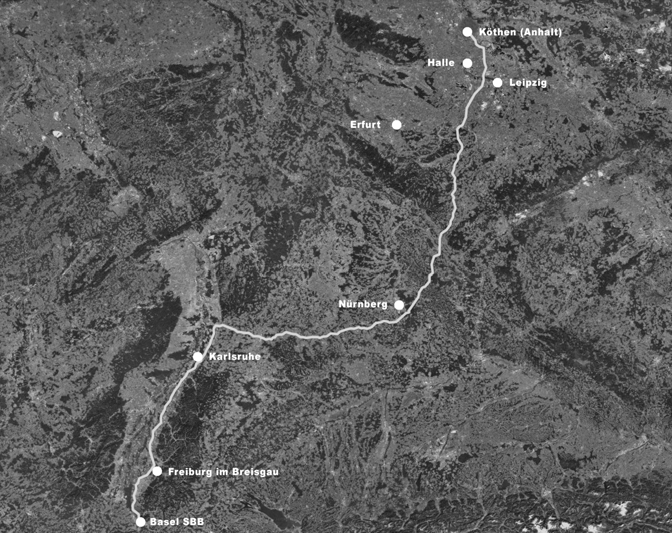 Köthen (Anhalt)
Halle
Leipzig
Erfurt
Nürnberg
Karlsruhe
Freiburg im Breisgau
Basel SBB